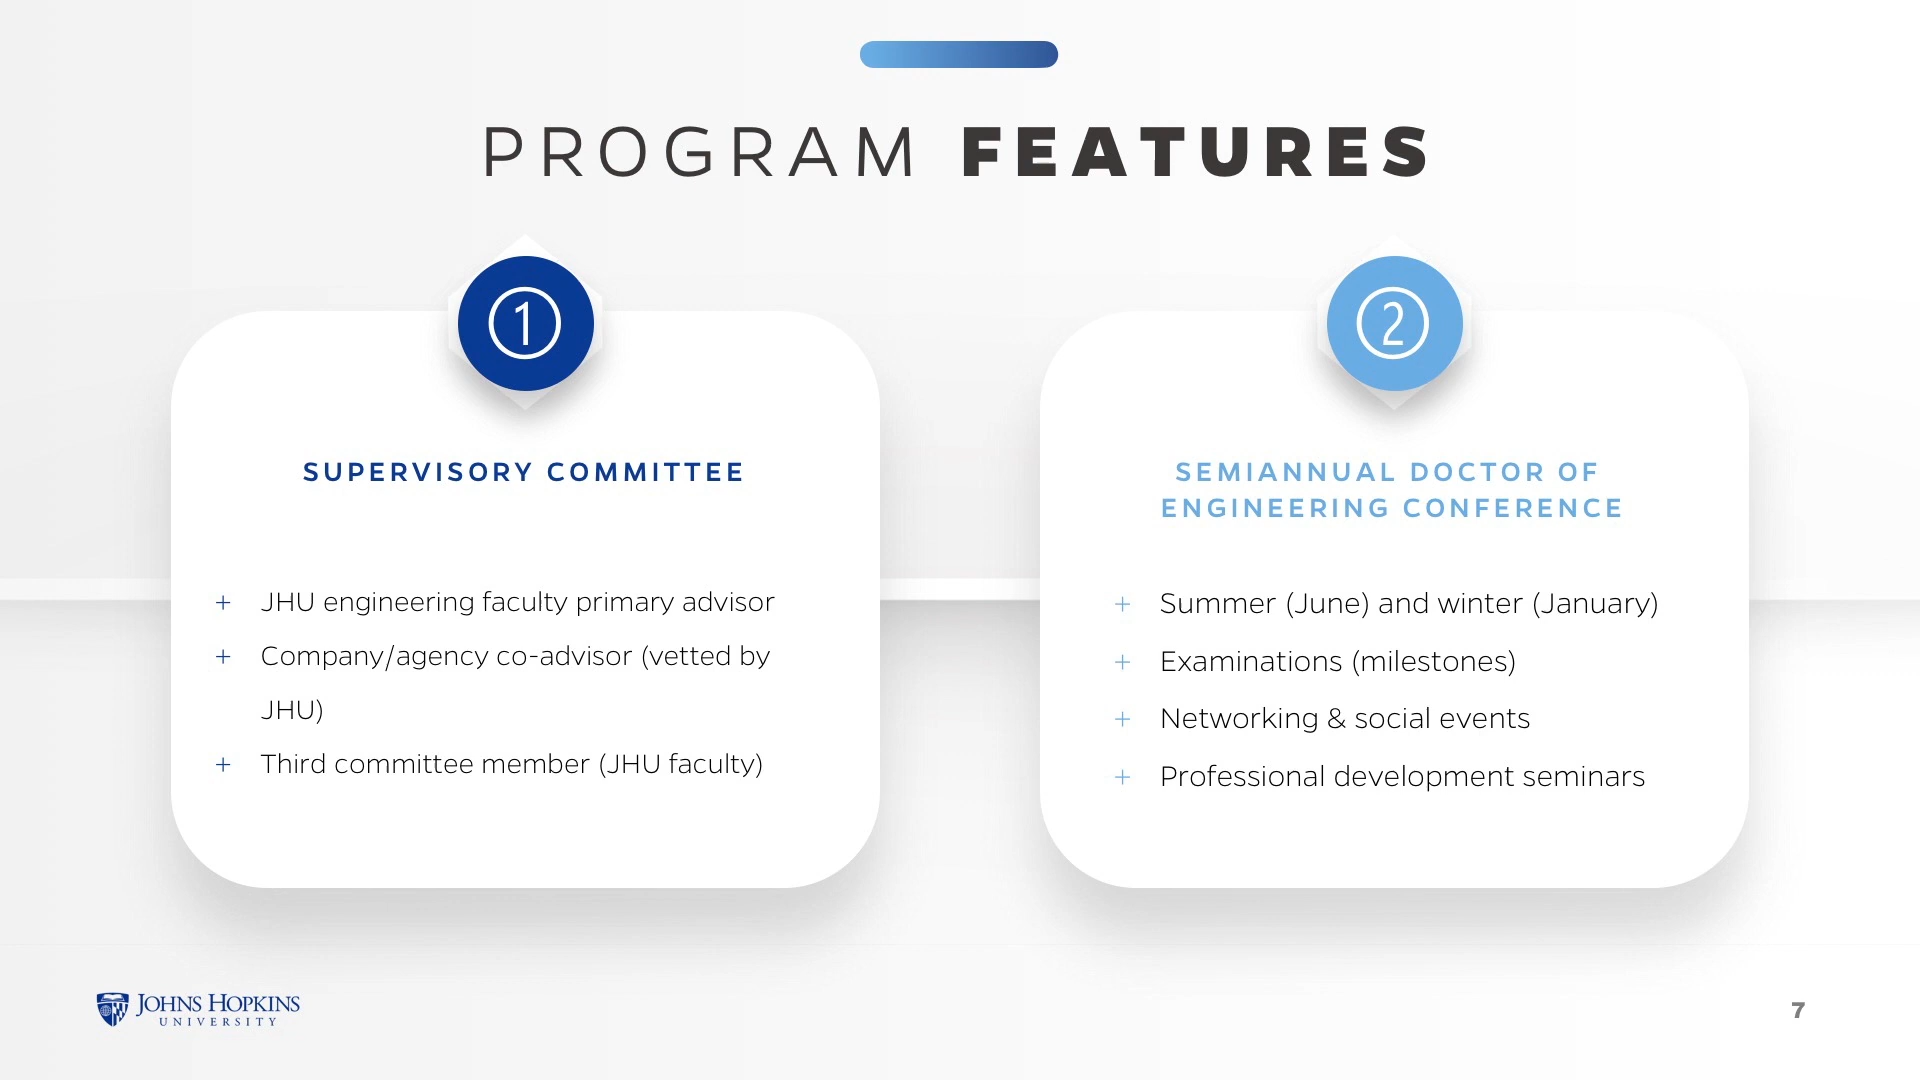 PROGRAM FEATURES
1
SUPERVISORY COMMITTEE
+ JHU engineering faculty primary advisor
+ Company/agency co-advisor (vetted by
JHU)
+ Third committee member (JHU faculty)
2
SEMIANNUAL DOCTOR OF
ENGINEERING CONFERENCE
+ Summer (June) and winter (January)
+ Examinations (milestones)
+ Networking & social events
+ Professional development seminars
JOHNS HOPKINS
UNIVERSITY
7